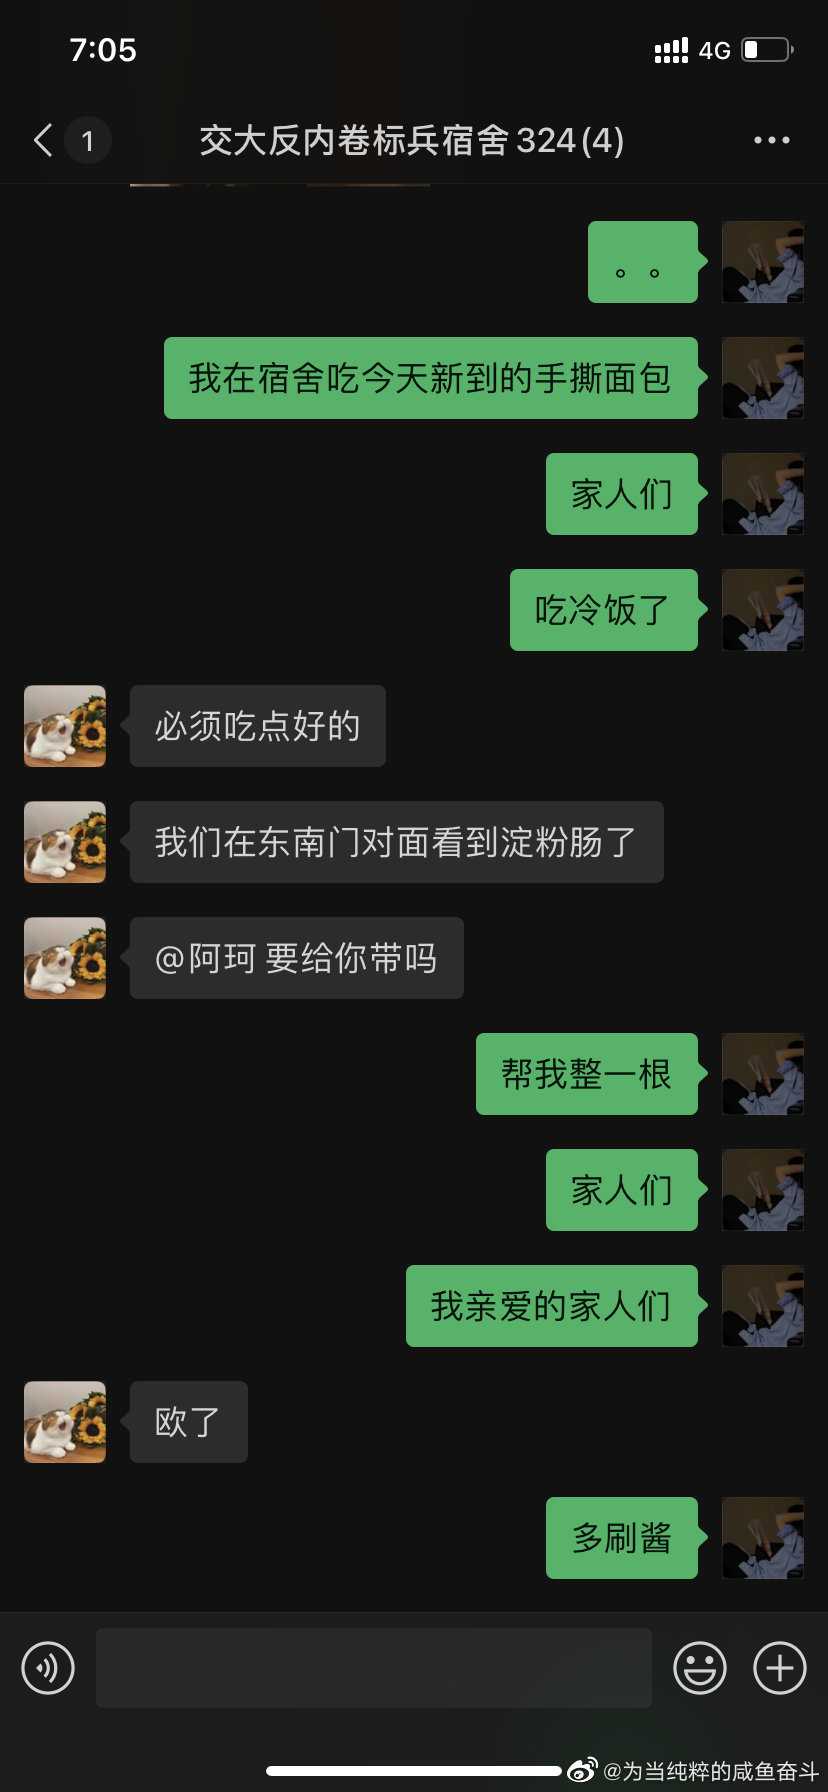 7:05
4G
1
交大反内卷标兵宿舍324(4)
。。
我在宿舍吃今天新到的手撕面包
家人们
吃冷饭了
必须吃点好的
我们在东南门对面看到淀粉肠了
@阿珂 要给你带吗
帮我整一根
家人们
我亲爱的家人们
欧了
多刷酱
@为当纯粹的咸鱼奋斗